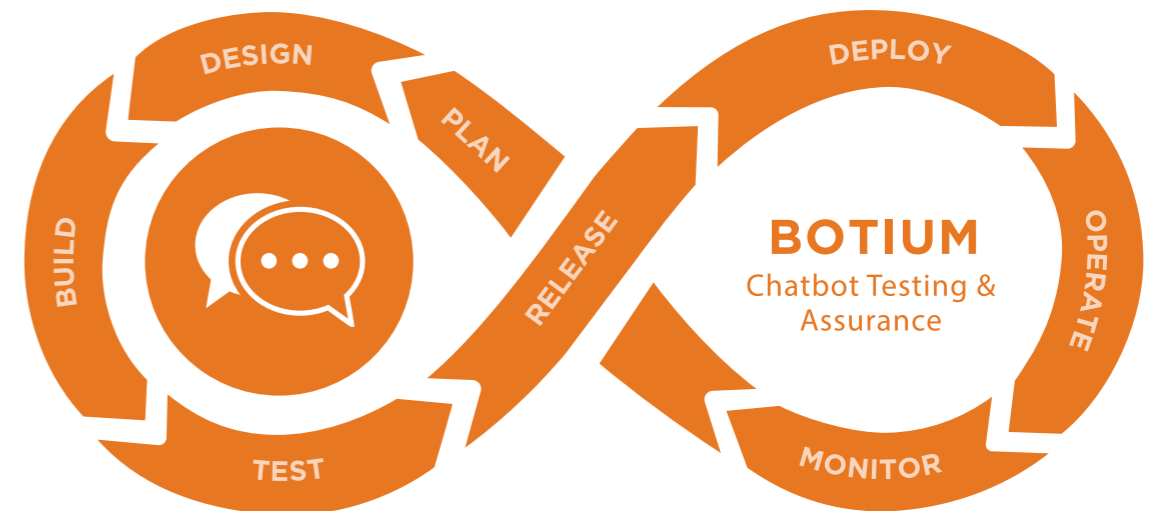 DESIGN
DEPLOY
PLAN
BUILD
RELEASE
OPERATE
BOTIUM
Chatbot Testing &
Assurance
TEST
MONITOR